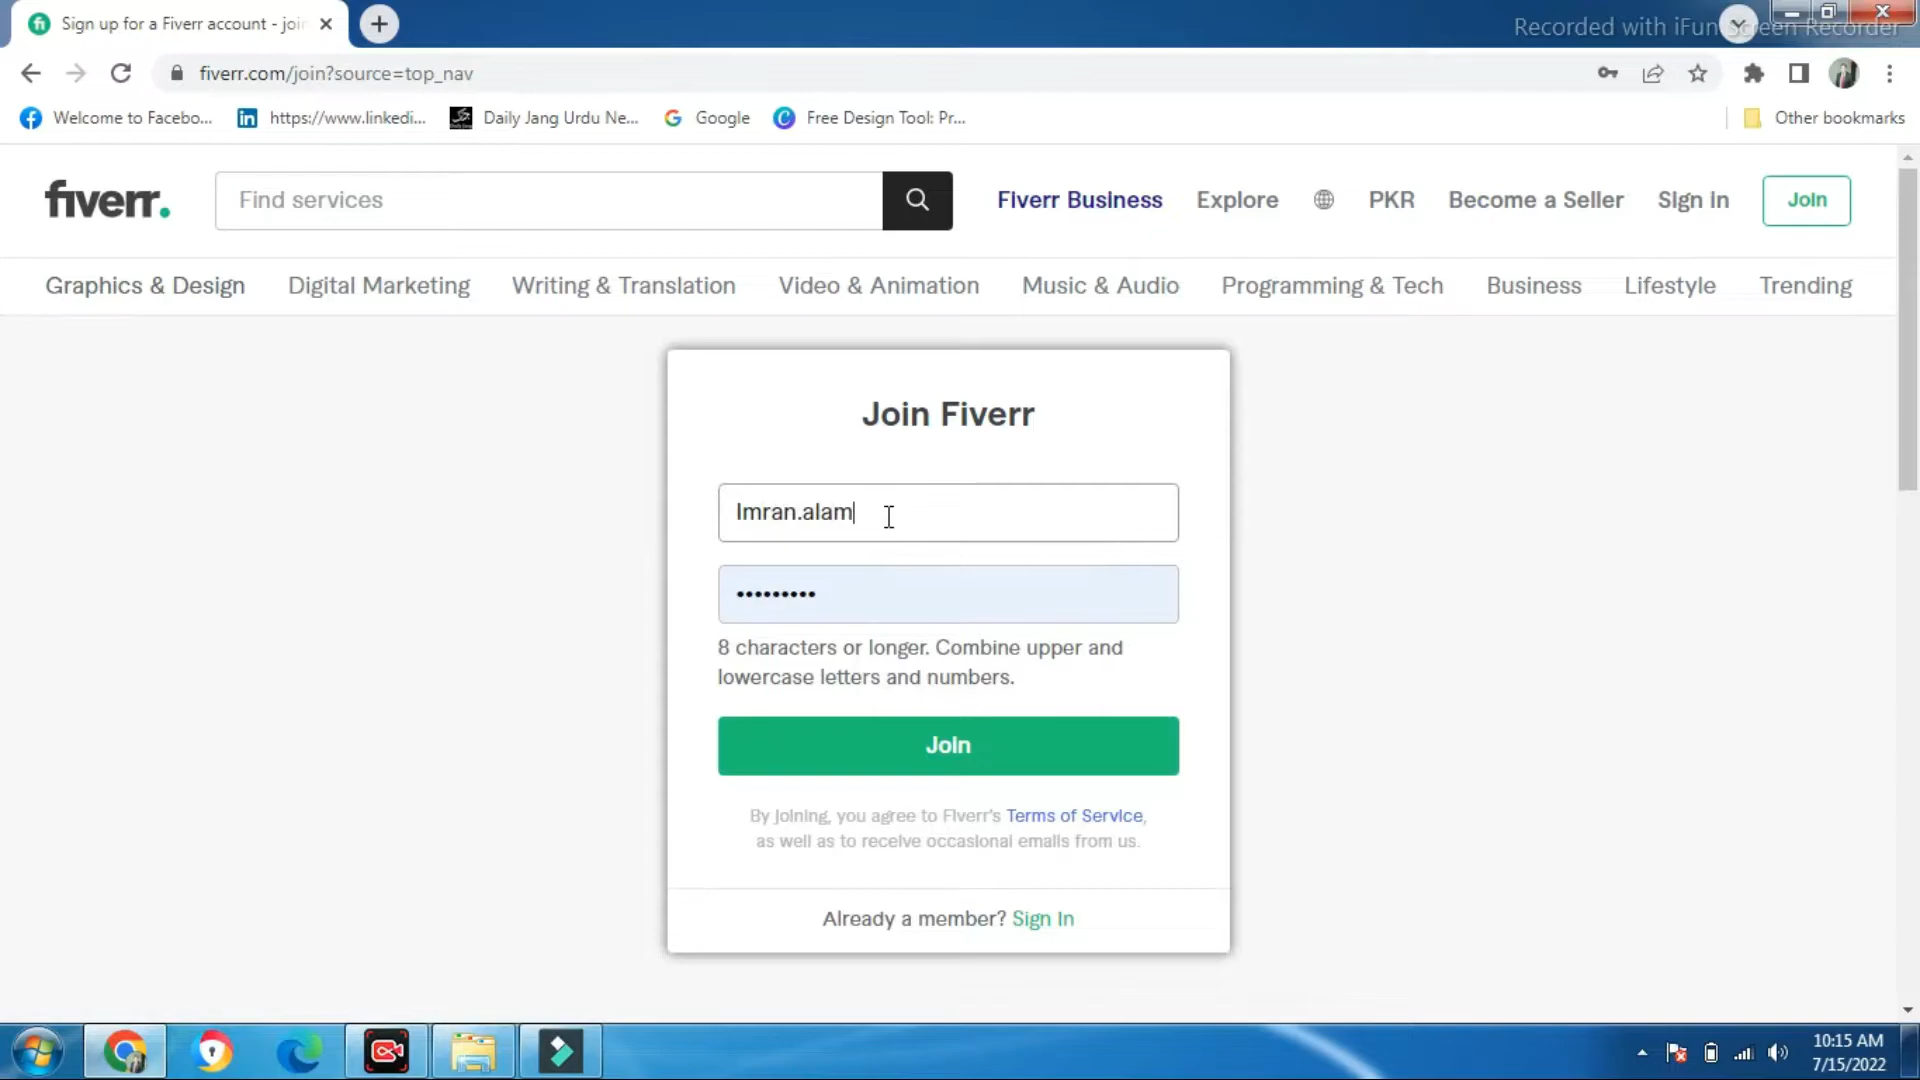 Sign up for a Fiverr account - joi
Recorded with iFun Screen Recorder
fiverr.com/join?source=top_nav
Welcome to Facebo...
https://www.linkedi...
Daily Jang Urdu Ne...
Google
Free Design Tool: Pr...
Other bookmarks
fiverr.
Find services
Fiverr Business
Explore
PKR
Become a Seller
Sign In
Join
Graphics & Design
Digital Marketing
Writing & Translation
Video & Animation
Music & Audio
Programming & Tech
Business
Lifestyle
Trending
Join Fiverr
Imran.alam
•••••••••
8 characters or longer. Combine upper and
lowercase letters and numbers.
Join
By joining, you agree to Fiverr's Terms of Service,
as well as to receive occasional emails from us.
Already a member? Sign In
10:15 AM
7/15/2022